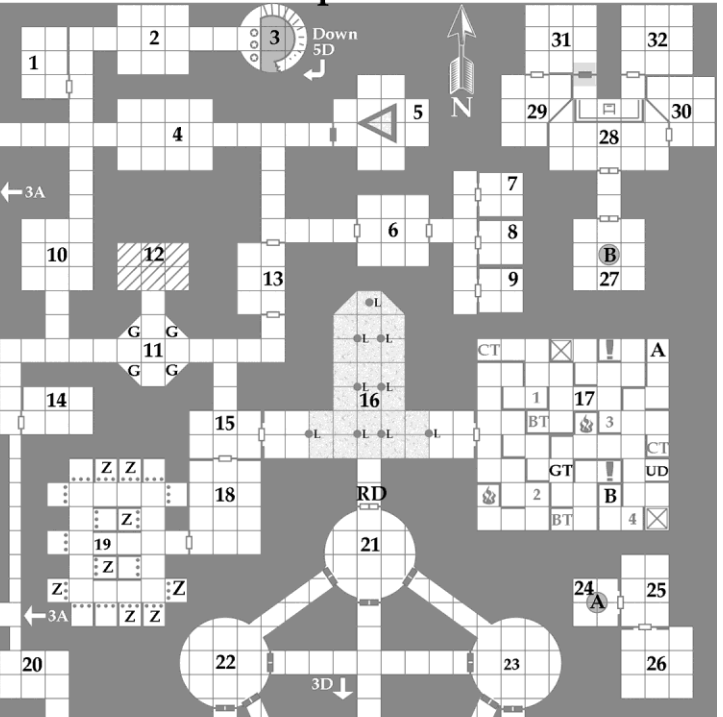 1
2
3
Down
5D
31
32
4
5
29
28
30
N
3A
7
6
8
9
B
27
10
12
13
L
G
G
11
G
G
L
L
CT
A
14
L
L
16
1
17
15
L
L
L
L
BT
3
CT
Z
Z
18
RD
GT
UD
2
B
Z
BT
4
19
21
Z
Z
Z
24
A
25
3A
Z
Z
20
22
23
26
3D